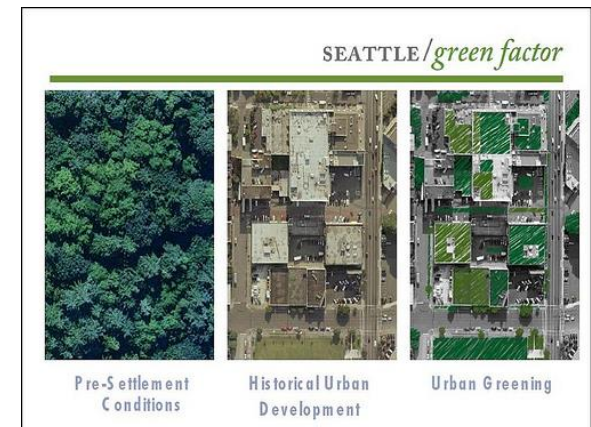 SEATTLE/green factor
Pre-Settlement Conditions
Historical Urban Development
Urban Greening